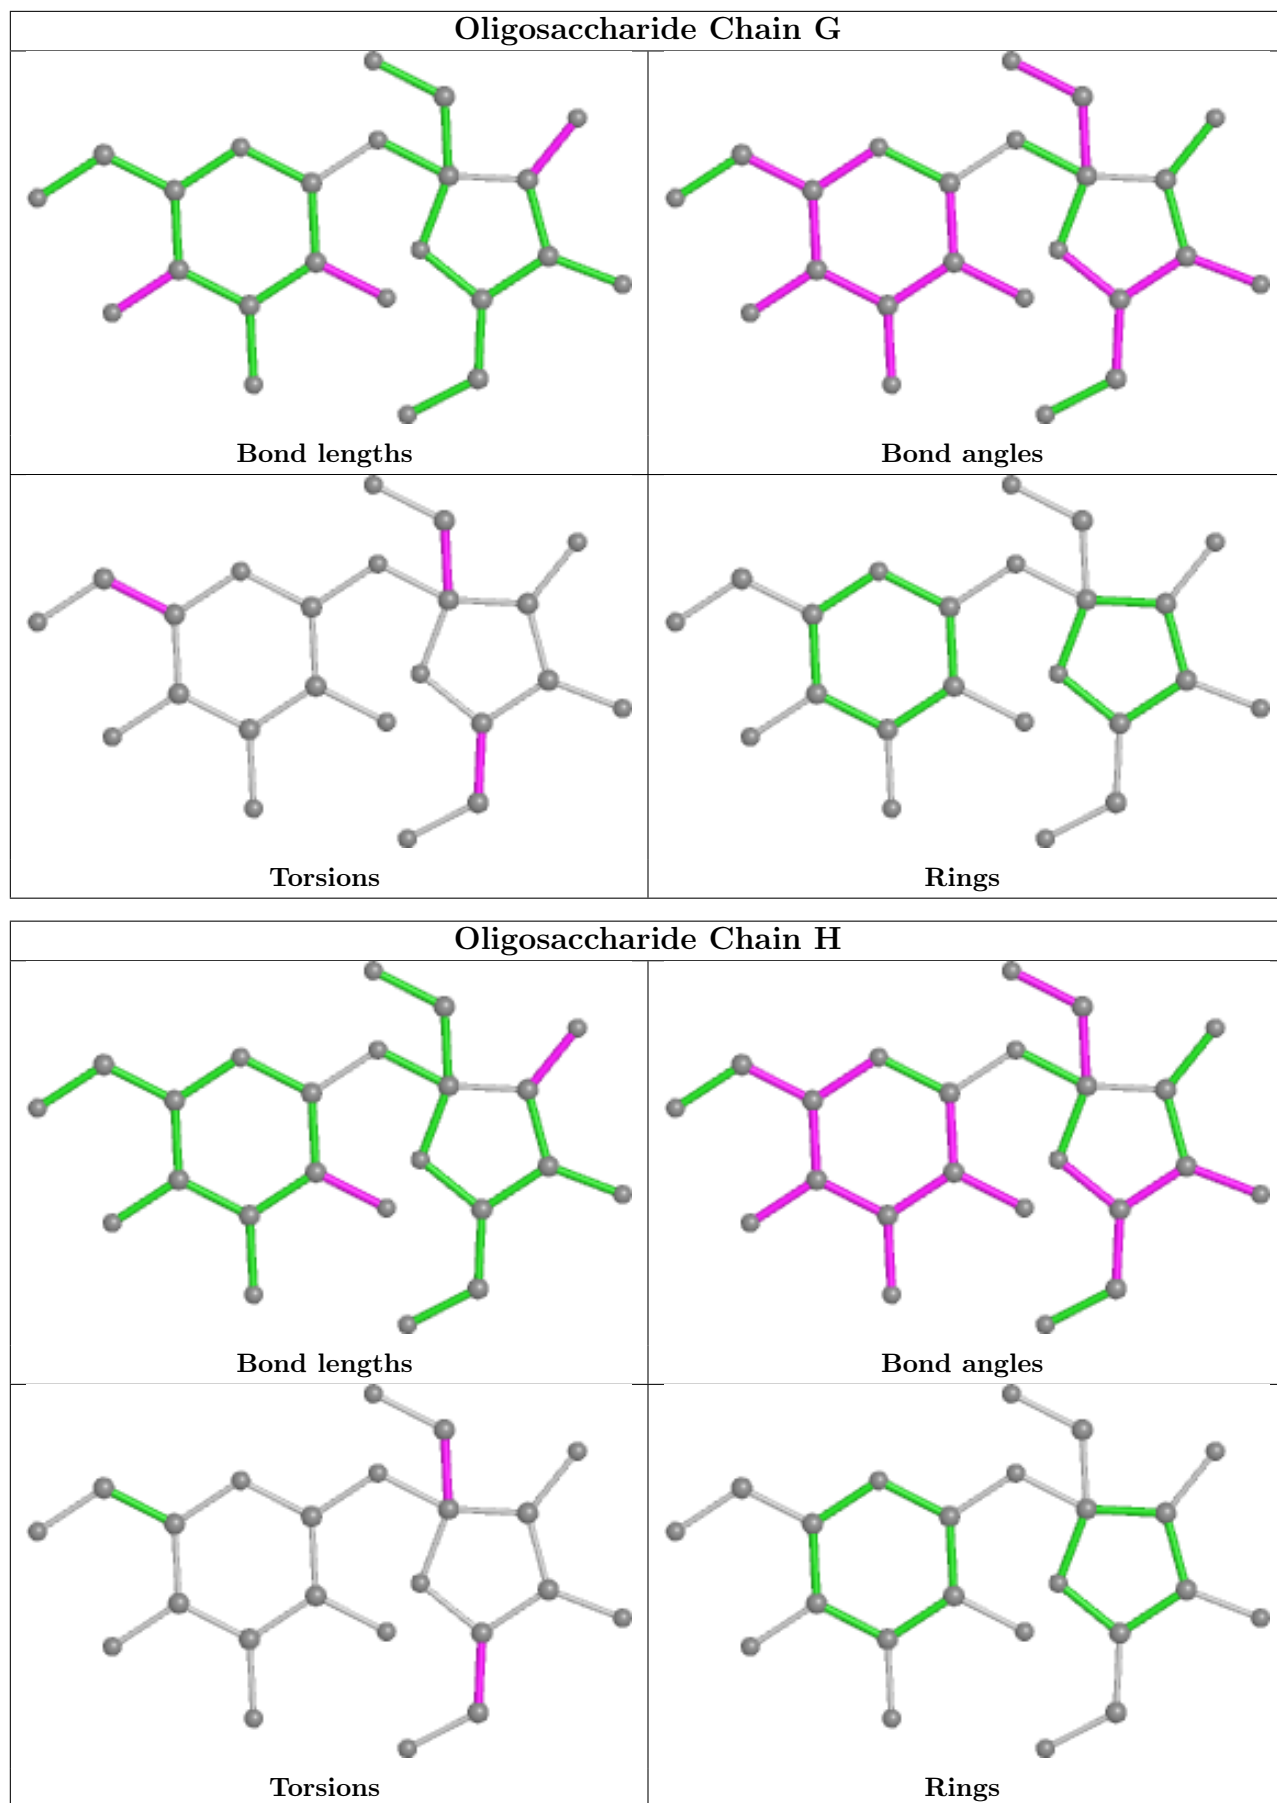 Oligosaccharide Chain G
Bond lengths
Bond angles
Torsions
Rings
Oligosaccharide Chain H
Bond lengths
Bond angles
Torsions
Rings